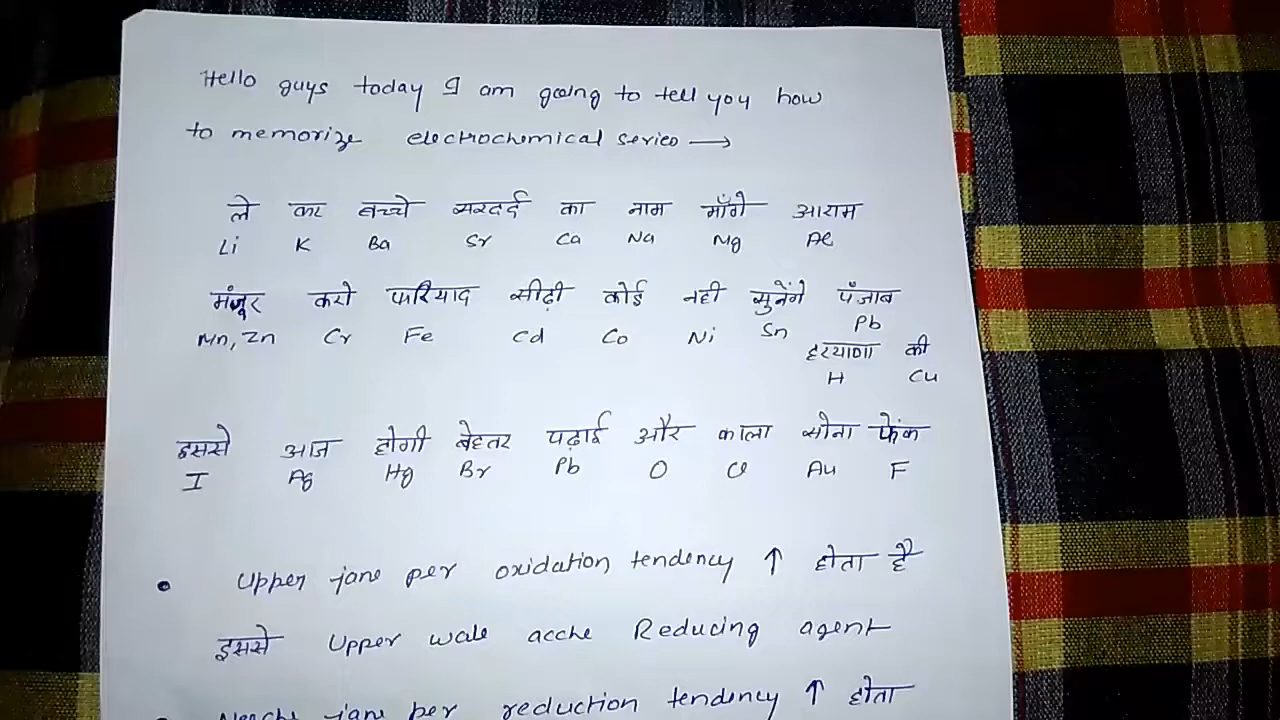 Hello guys today I am going to tell you how
to memorize electrochemical series →
ले कर बच्चे सरदर्द का नाम माँगे आराम
Li K Ba Sr Ca Na Mg Al
मंजूर करो फरियाद सीढ़ी कोई नही सुनेंगे पँजाब
Mn, Zn Cr Fe Cd Co Ni Sn Pb
हरयाणा की
H Cu
इससे आज होगी बेहतर पढ़ाई और काला सोना फेंक
I Ag Hg Br Pb O Cl Au F
• Upper jane per oxidation tendency ↑ होता है
इससे Upper wale acche Reducing agent
• Neeche jane per reduction tendency ↑ होता